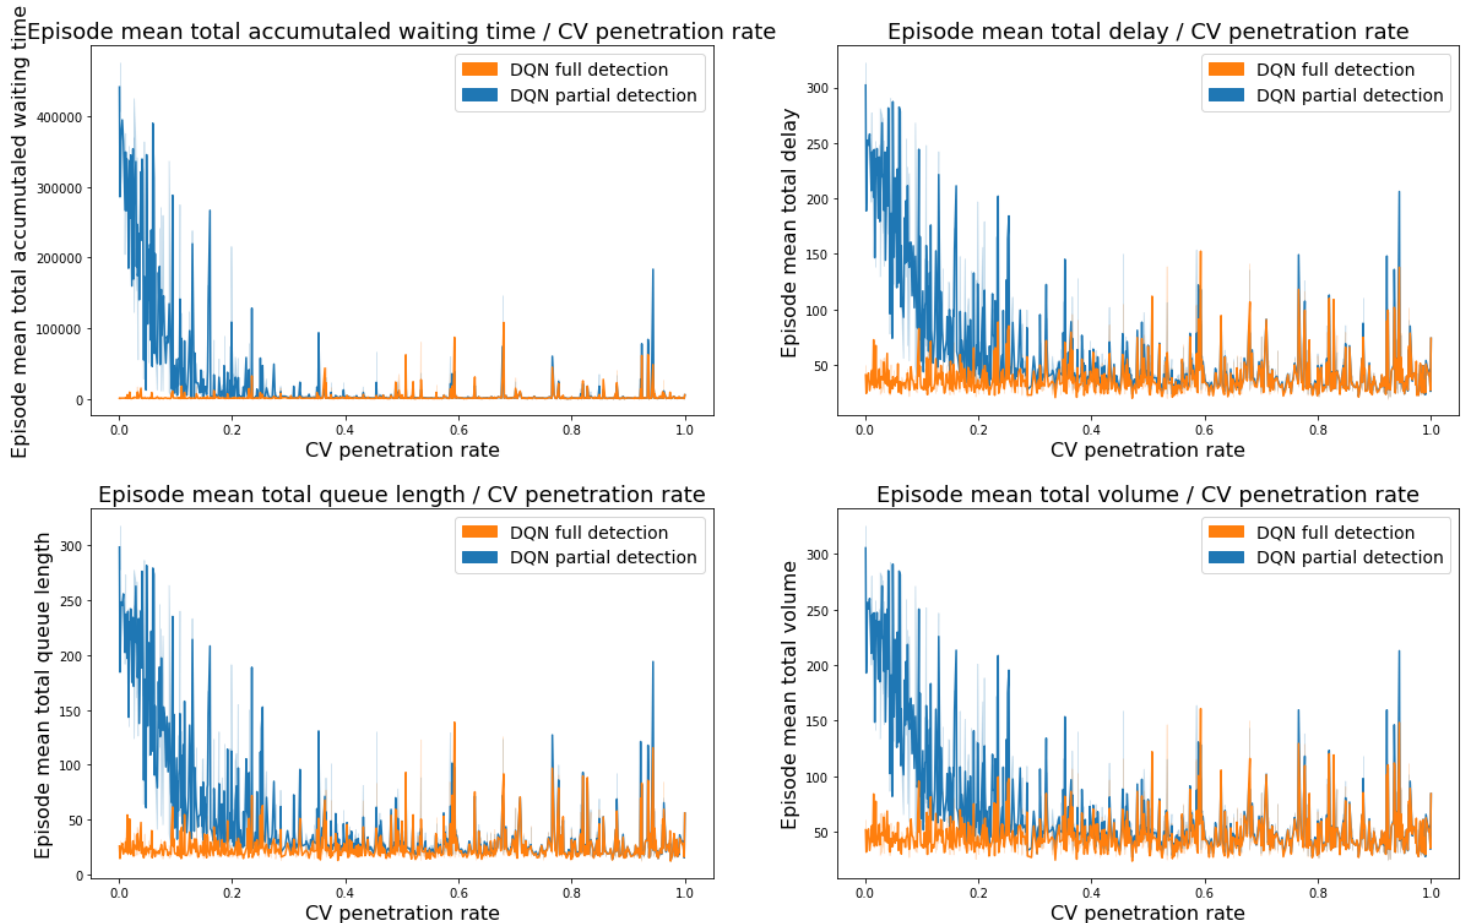 Episode mean total accumutaled waiting time / CV penetration rate
Episode mean total accumutaled waiting time
400000
300000
200000
100000
0
DQN full detection
DQN partial detection
0.0 0.2 0.4 0.6 0.8 1.0
CV penetration rate
Episode mean total delay / CV penetration rate
Episode mean total delay
300
250
200
150
100
50
DQN full detection
DQN partial detection
0.0 0.2 0.4 0.6 0.8 1.0
CV penetration rate
Episode mean total queue length / CV penetration rate
Episode mean total queue length
300
250
200
150
100
50
0
DQN full detection
DQN partial detection
0.0 0.2 0.4 0.6 0.8 1.0
CV penetration rate
Episode mean total volume / CV penetration rate
Episode mean total volume
300
250
200
150
100
50
DQN full detection
DQN partial detection
0.0 0.2 0.4 0.6 0.8 1.0
CV penetration rate